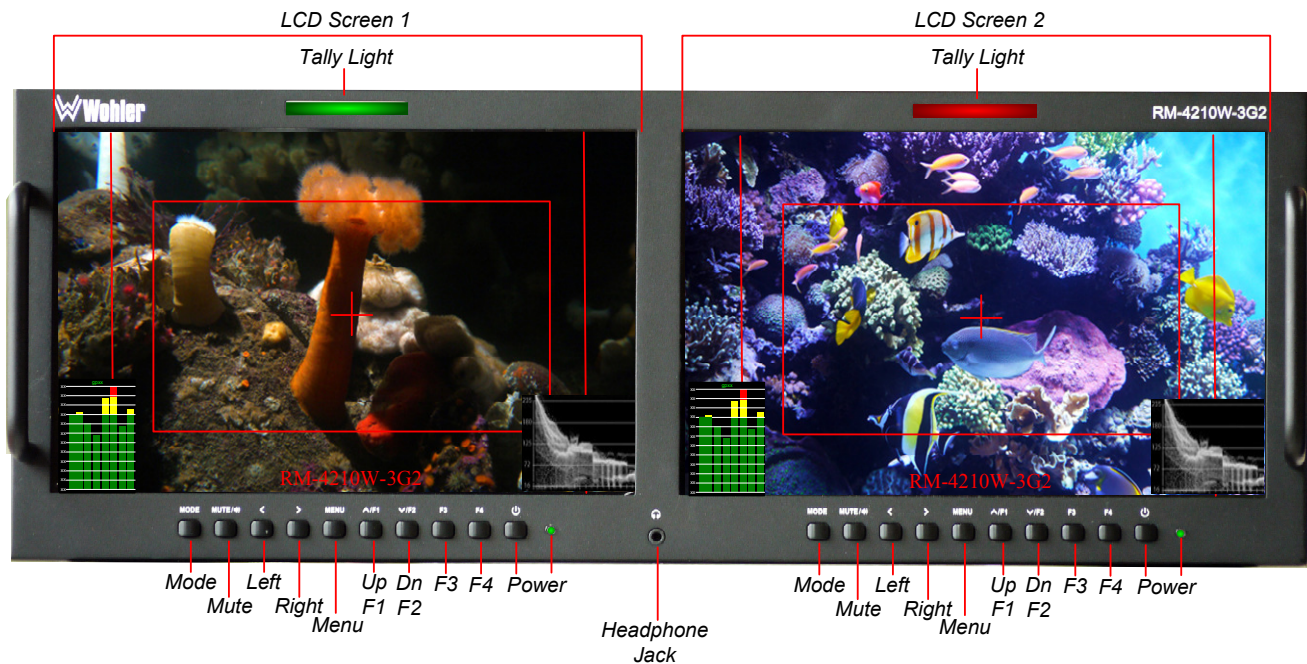 LCD Screen 1 LCD Screen 2
Tally Light Tally Light
Wohler RM-4210W-3G2
RM-4210W-3G2 RM-4210W-3G2
MODE MUTE/ < > MENU ∧/F1 ∨/F2 F3 F4 MODE MUTE/ < > MENU ∧/F1 ∨/F2 F3 F4
Mode Left Up Dn F3 F4 Power Mode Left Up Dn F3 F4 Power
Mute Right F1 F2 Mute Right F1 F2
Menu Menu
Headphone
Jack